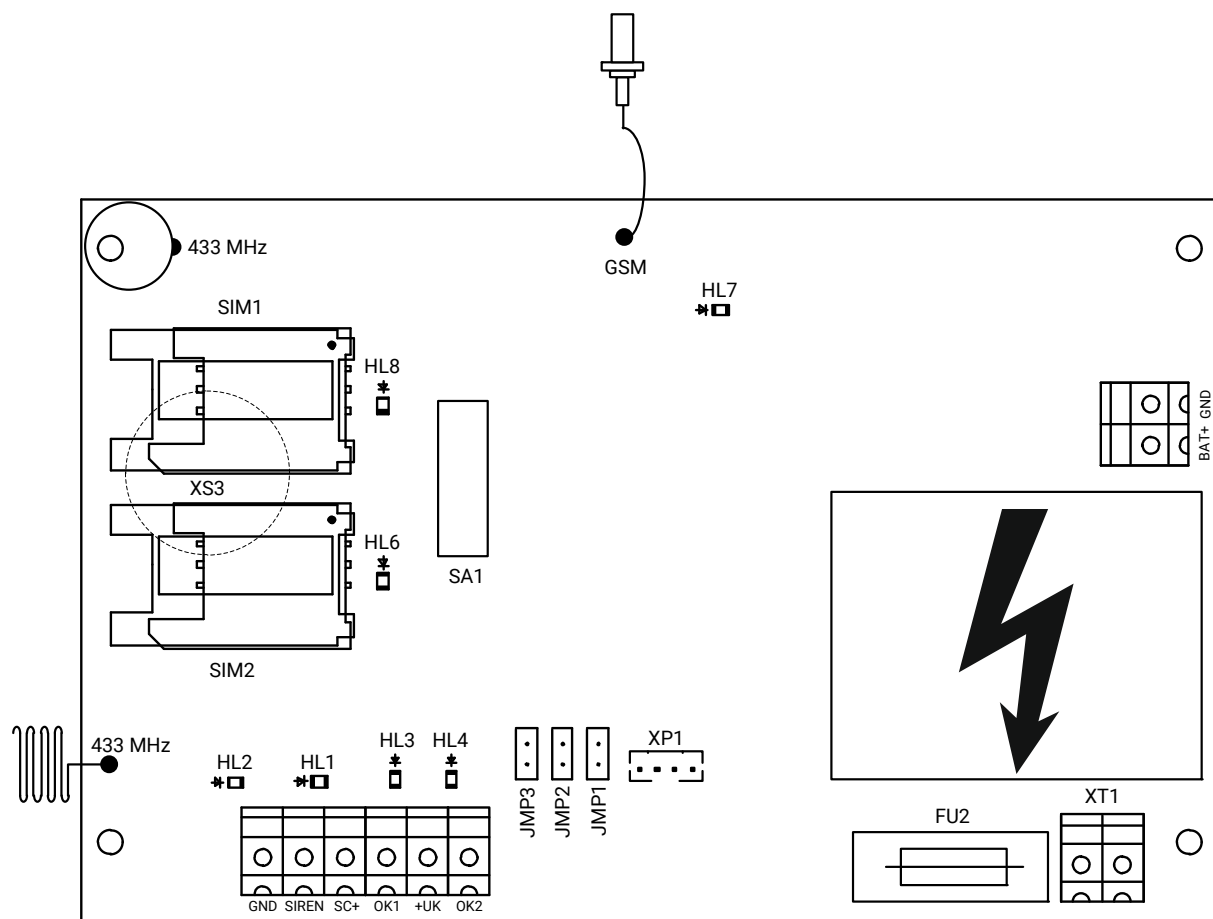 433 MHz
GSM
SIM1
HL7
HL8
BAT+ GND
XS3
HL6
SA1
SIM2
433 MHz
HL2
HL1
HL3
HL4
JMP3
JMP2
JMP1
XP1
FU2
XT1
GND SIREN SC+ OK1 +UK OK2